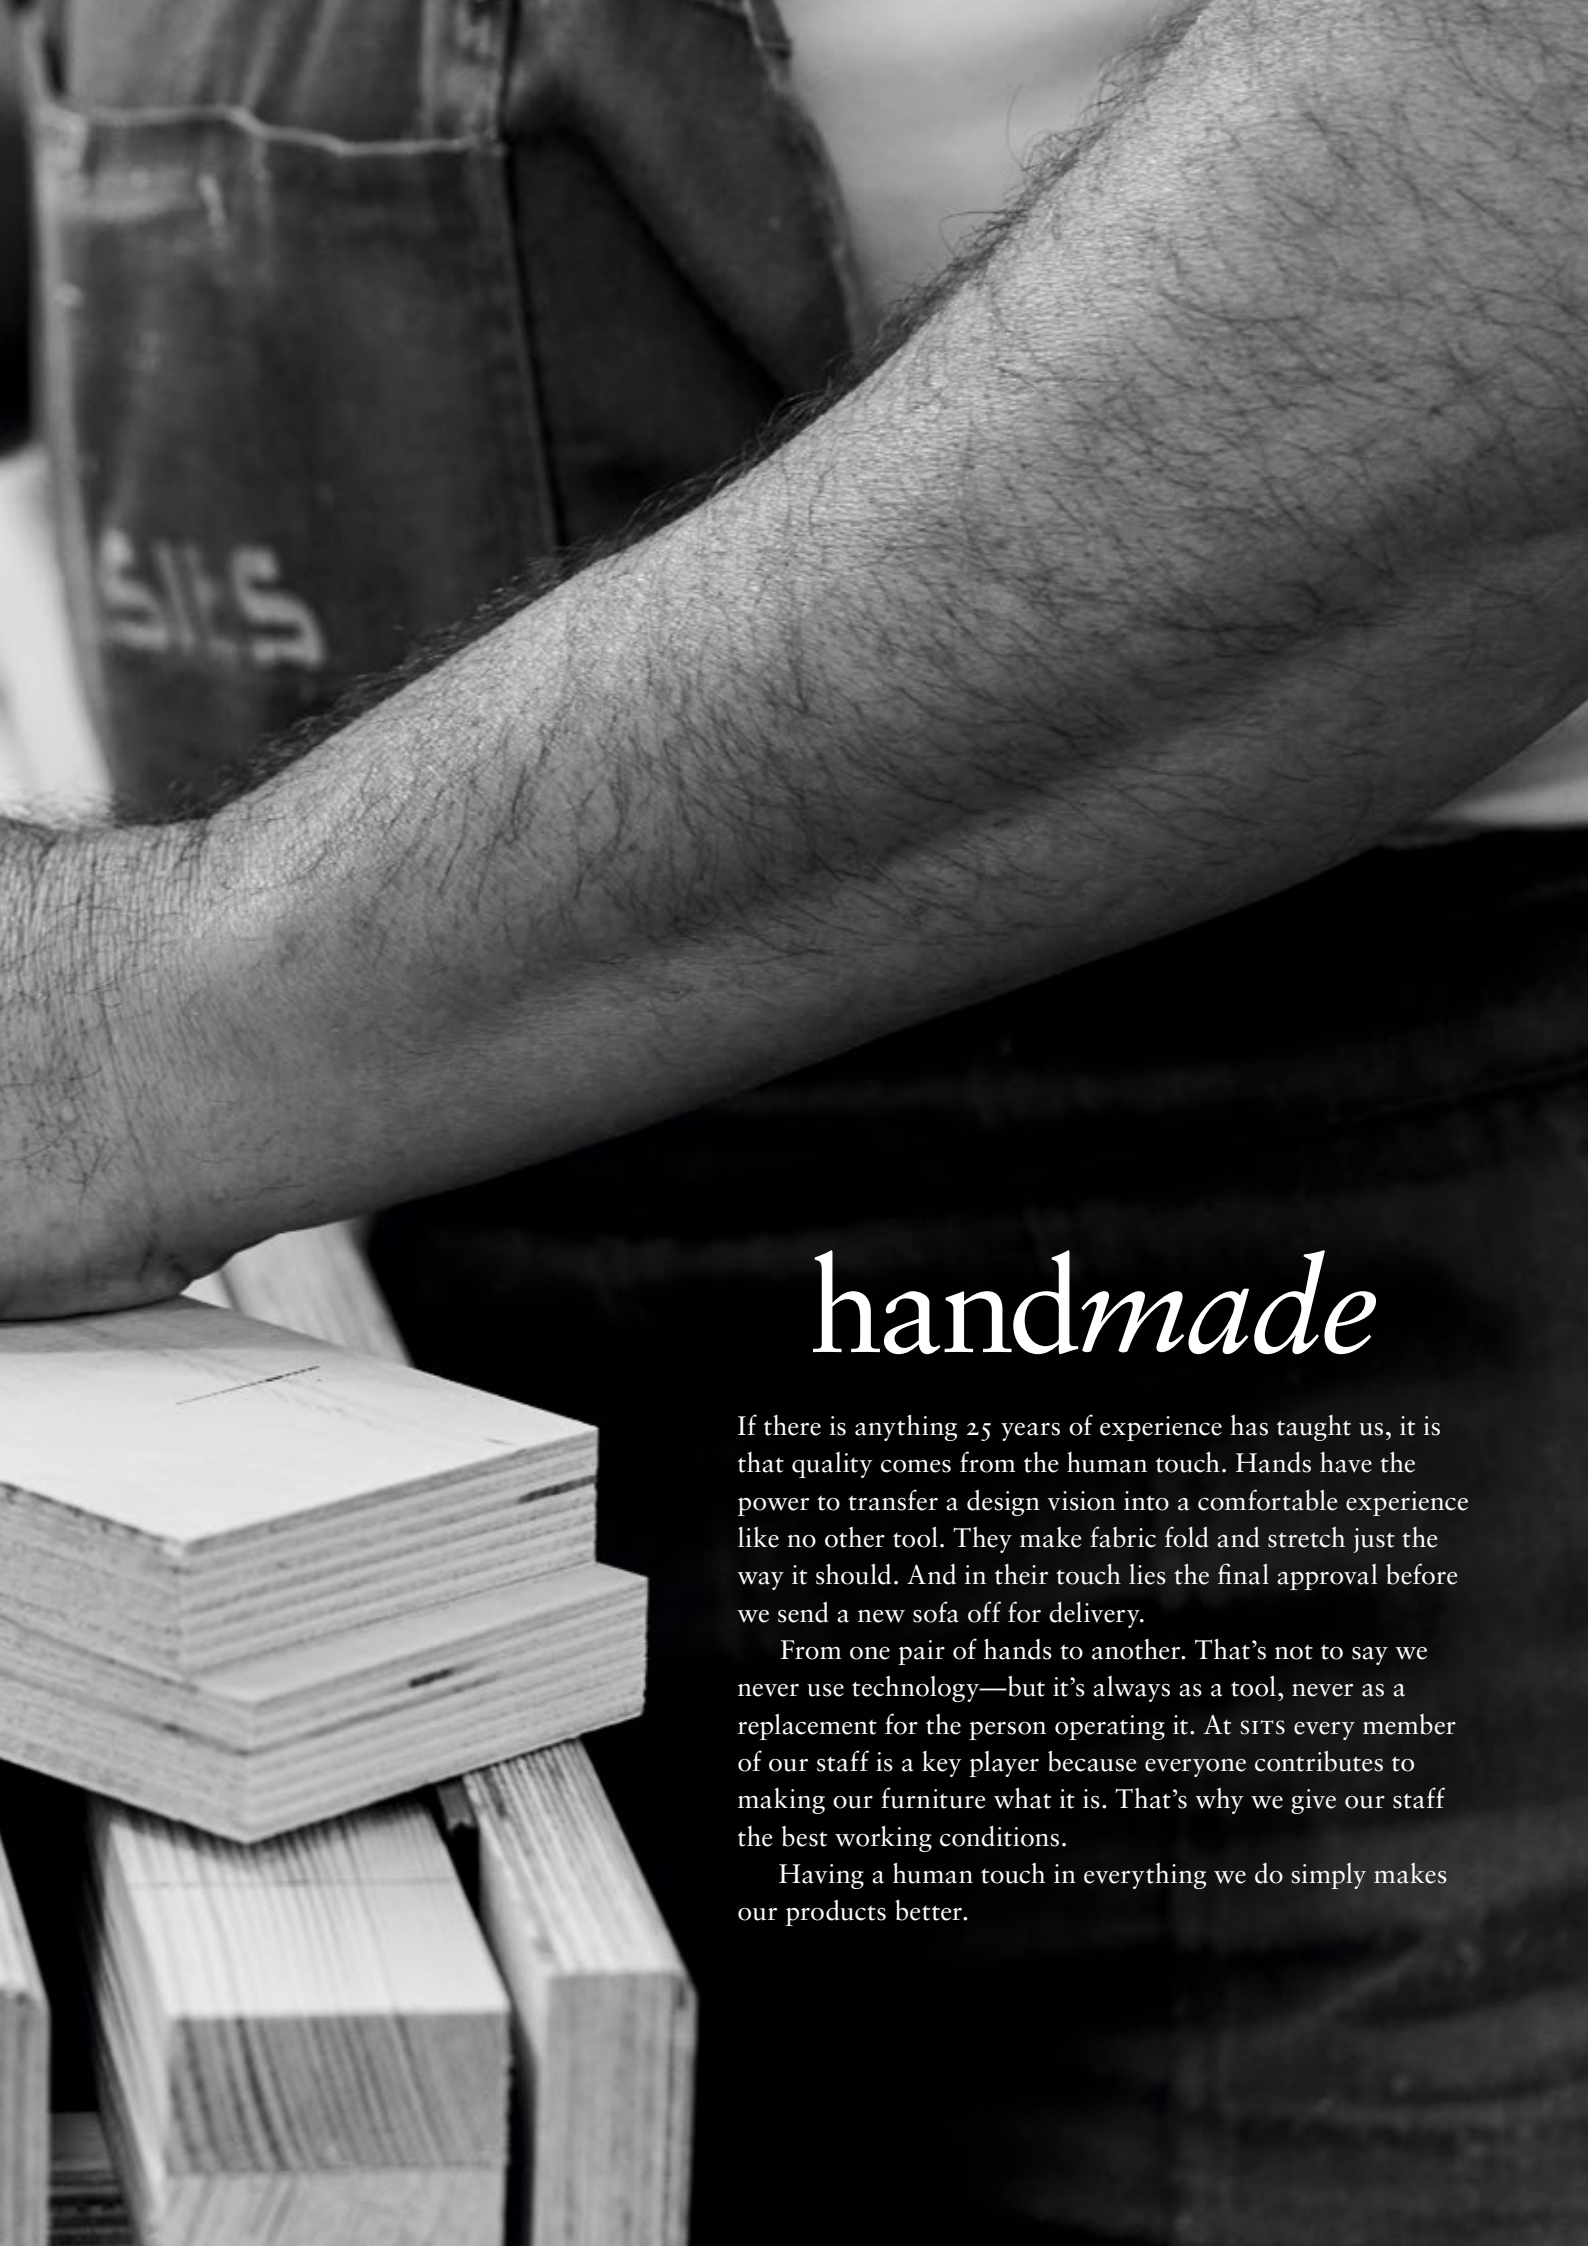 sits
handmade
If there is anything 25 years of experience has taught us, it is
that quality comes from the human touch. Hands have the
power to transfer a design vision into a comfortable experience
like no other tool. They make fabric fold and stretch just the
way it should. And in their touch lies the final approval before
we send a new sofa off for delivery.
From one pair of hands to another. That’s not to say we
never use technology—but it’s always as a tool, never as a
replacement for the person operating it. At SITS every member
of our staff is a key player because everyone contributes to
making our furniture what it is. That’s why we give our staff
the best working conditions.
Having a human touch in everything we do simply makes
our products better.